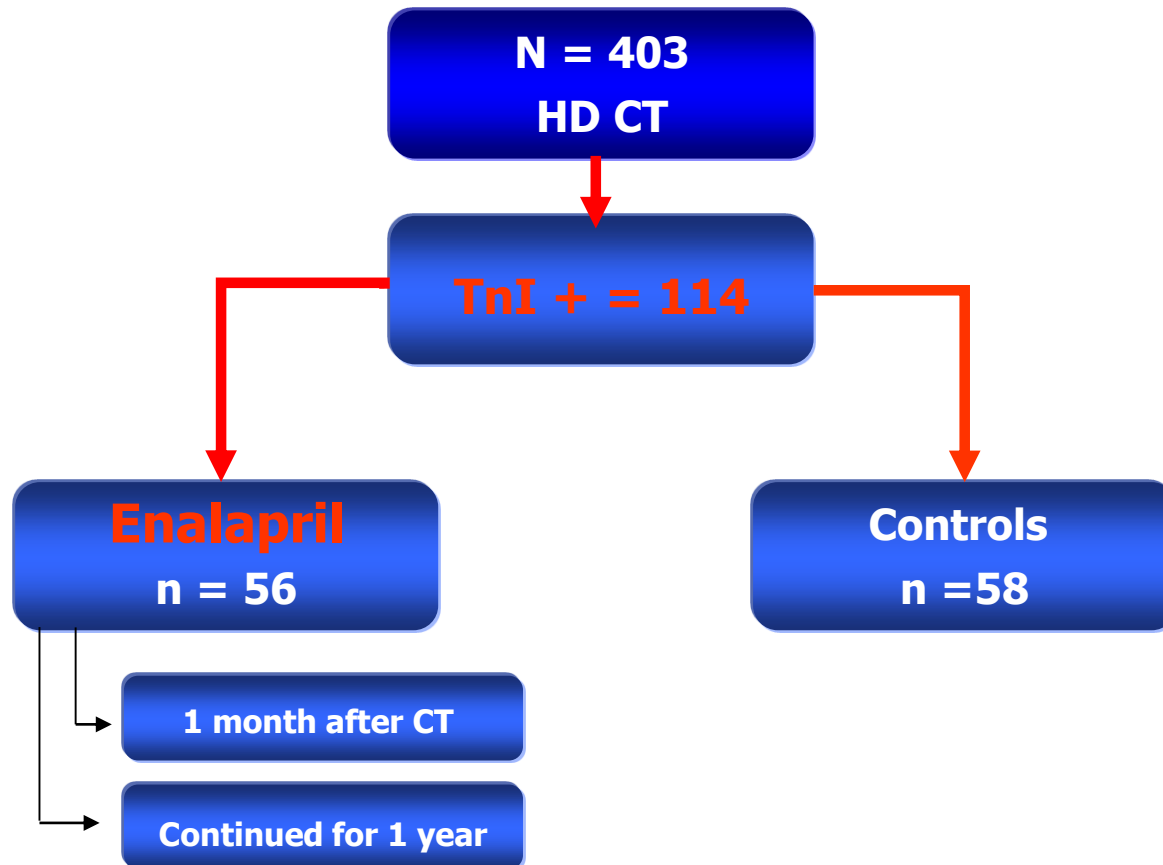 N = 403
HD CT
TnI + = 114
Enalapril
n = 56
Controls
n =58
1 month after CT
Continued for 1 year